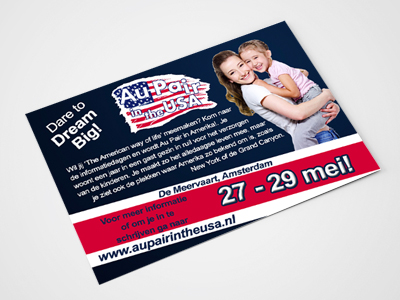 Dare to
Dream
Big!
Au Pair
in the
USA
Wil jij 'The American way of life' meemaken? Kom naar
de informatiedagen en wordt Au Pair in Amerika! Je
woont een jaar in een gast gezin in ruil voor het verzorgen
van de kinderen. Je maakt zo het alledaagse leven mee, maar
je ziet ook de plekken waar Amerika zo bekend om is, zoals
New York of de Grand Canyon.
De Meervaart, Amsterdam
27 - 29 mei!
Voor meer informatie
of om je in te
schrijven ga naar
www.aupairintheusa.nl